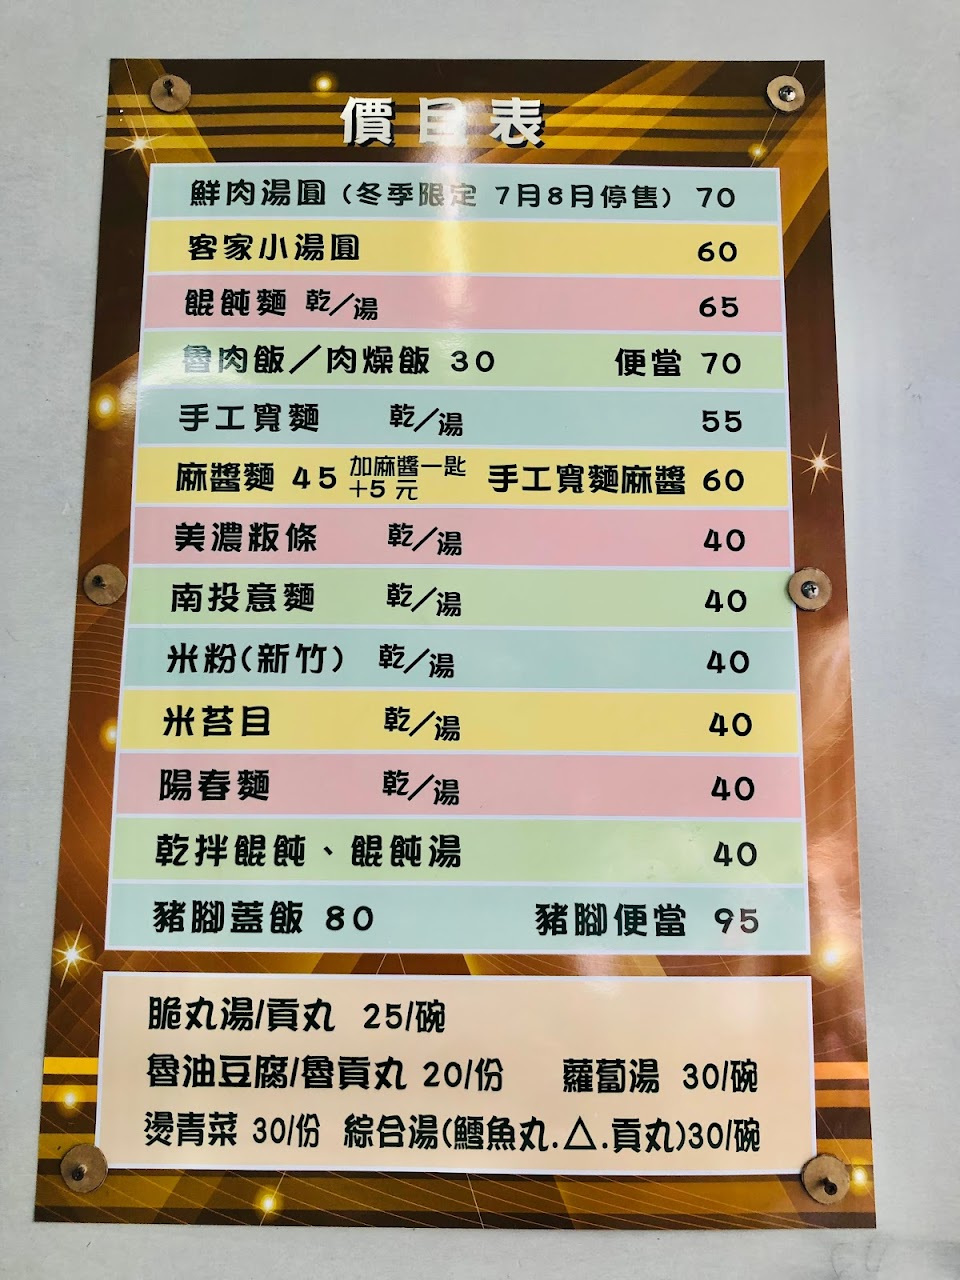 價目表
鮮肉湯圓(冬季限定 7月8月停售) 70
客家小湯圓 60
餛飩麵 乾/湯 65
魯肉飯/肉燥飯 30 便當 70
手工寬麵 乾/湯 55
麻醬麵 45 加麻醬一匙+5元 手工寬麵麻醬 60
美濃粄條 乾/湯 40
南投意麵 乾/湯 40
米粉(新竹) 乾/湯 40
米苔目 乾/湯 40
陽春麵 乾/湯 40
乾拌餛飩、餛飩湯 40
豬腳蓋飯 80 豬腳便當 95
脆丸湯/貢丸 25/碗
魯油豆腐/魯貢丸 20/份 蘿蔔湯 30/碗
燙青菜 30/份 綜合湯(鱈魚丸.△.貢丸)30/碗